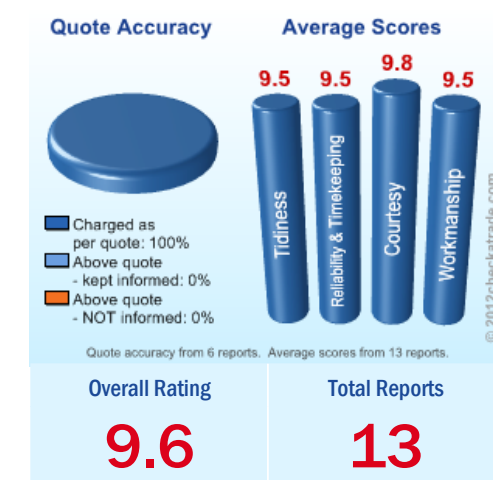 Quote Accuracy
Average Scores
9.5
9.5
9.8
9.5
Tidiness
Reliability & Timekeeping
Courtesy
Workmanship
Charged as
per quote: 100%
Above quote
- kept informed: 0%
Above quote
- NOT informed: 0%
© 2012checkatrade.com
Quote accuracy from 6 reports. Average scores from 13 reports.
Overall Rating
Total Reports
9.6
13